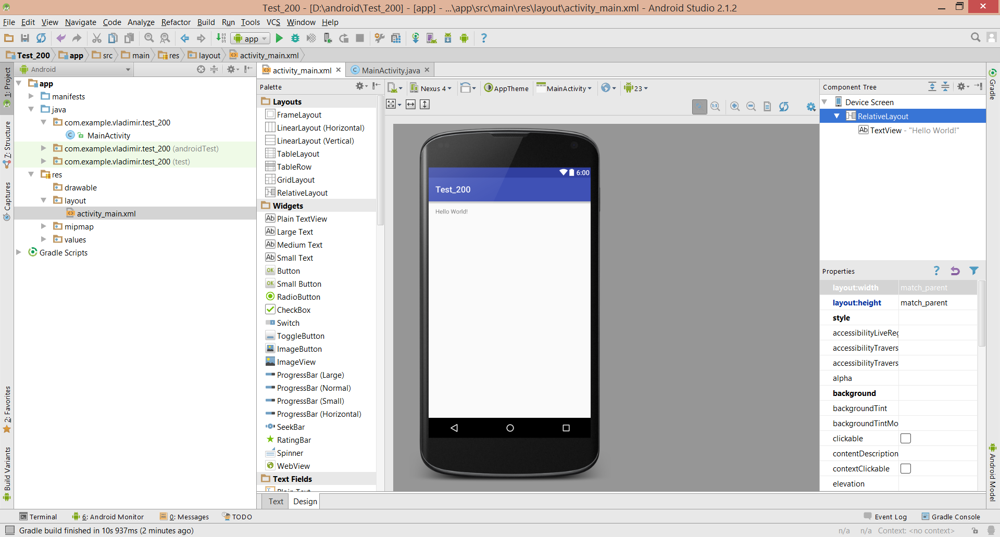 Test_200 - [D:\android\Test_200] - [app] - ...\app\src\main\res\layout\activity_main.xml - Android Studio 2.1.2
File Edit View Navigate Code Analyze Refactor Build Run Tools VCS Window Help
app
Test_200 app src main res layout activity_main.xml
1: Project
Z: Structure
Captures
2: Favorites
Build Variants
Android
app
manifests
java
com.example.vladimir.test_200
MainActivity
com.example.vladimir.test_200 (androidTest)
com.example.vladimir.test_200 (test)
res
drawable
layout
activity_main.xml
mipmap
values
Gradle Scripts
activity_main.xml MainActivity.java
Palette
Layouts
FrameLayout
LinearLayout (Horizontal)
LinearLayout (Vertical)
TableLayout
TableRow
GridLayout
RelativeLayout
Widgets
Ab Plain TextView
Ab Large Text
Ab Medium Text
Ab Small Text
OK Button
OK Small Button
RadioButton
CheckBox
Switch
ToggleButton
ImageButton
ImageView
ProgressBar (Large)
ProgressBar (Normal)
ProgressBar (Small)
ProgressBar (Horizontal)
SeekBar
RatingBar
Spinner
WebView
Text Fields
Plain Text
Nexus 4 AppTheme MainActivity 23
6:00
Test_200
Hello World!
Text Design
Component Tree
Device Screen
RelativeLayout
Ab TextView - "Hello World!"
Properties
layout:width match_parent
layout:height match_parent
style
accessibilityLiveReg
accessibilityTravers
accessibilityTravers
alpha
background
backgroundTint
backgroundTintMo
clickable
contentDescription
contextClickable
elevation
Gradle
Android Model
Terminal 6: Android Monitor 0: Messages TODO Event Log Gradle Console
Gradle build finished in 10s 937ms (2 minutes ago) n/a n/a Context: <no context>